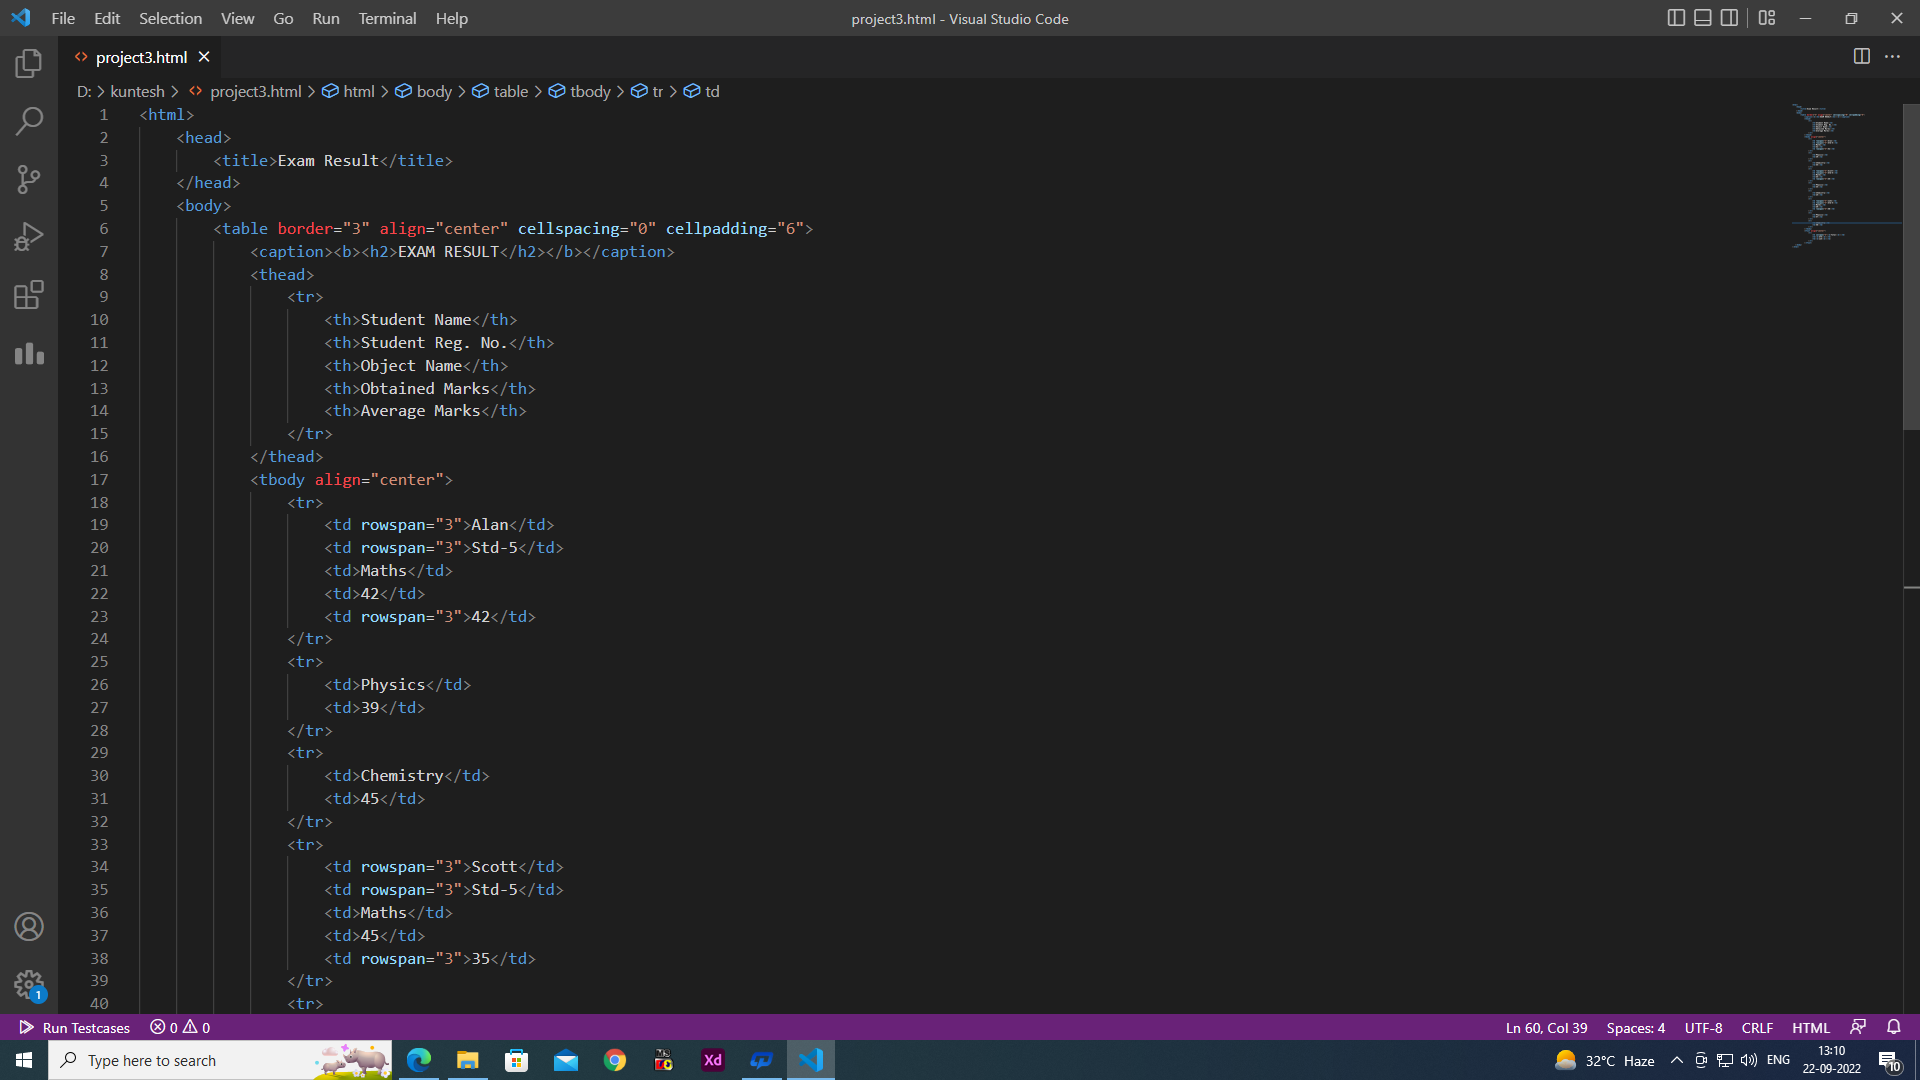 File Edit Selection View Go Run Terminal Help
project3.html - Visual Studio Code
project3.html
D: > kuntesh > project3.html > html > body > table > tbody > tr > td
1 <html>
2 <head>
3 <title>Exam Result</title>
4 </head>
5 <body>
6 <table border="3" align="center" cellspacing="0" cellpadding="6">
7 <caption><b><h2>EXAM RESULT</h2></b></caption>
8 <thead>
9 <tr>
10 <th>Student Name</th>
11 <th>Student Reg. No.</th>
12 <th>Object Name</th>
13 <th>Obtained Marks</th>
14 <th>Average Marks</th>
15 </tr>
16 </thead>
17 <tbody align="center">
18 <tr>
19 <td rowspan="3">Alan</td>
20 <td rowspan="3">Std-5</td>
21 <td>Maths</td>
22 <td>42</td>
23 <td rowspan="3">42</td>
24 </tr>
25 <tr>
26 <td>Physics</td>
27 <td>39</td>
28 </tr>
29 <tr>
30 <td>Chemistry</td>
31 <td>45</td>
32 </tr>
33 <tr>
34 <td rowspan="3">Scott</td>
35 <td rowspan="3">Std-5</td>
36 <td>Maths</td>
37 <td>45</td>
38 <td rowspan="3">35</td>
39 </tr>
40 <tr>
1
Run Testcases 0 0
Ln 60, Col 39 Spaces: 4 UTF-8 CRLF HTML
Type here to search
Xd
32°C Haze
ENG
13:10
22-09-2022
10